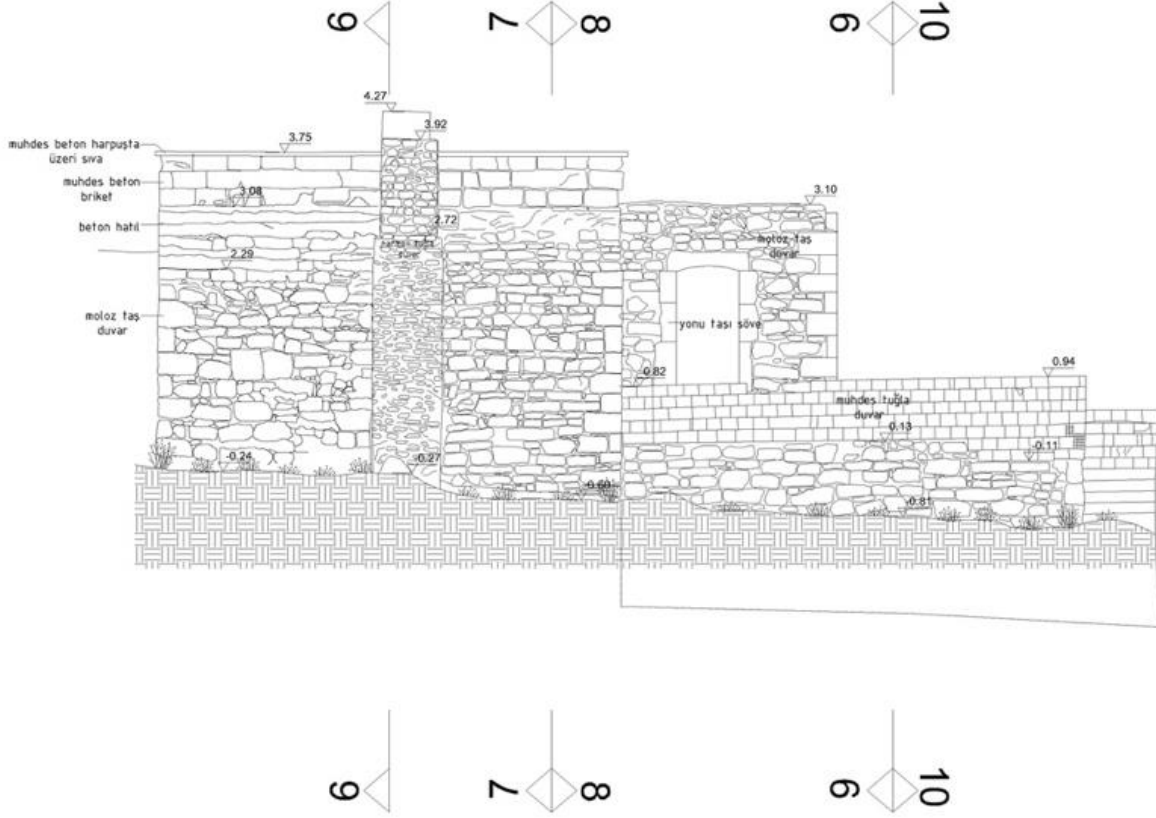 9
7
8
6
10
4.27
3.92
3.75
muhdes beton harpuşta
üzeri sıva
muhdes beton
briket
3.08
3.10
beton hatıl
2.72
moloz taş
duvar
2.29
moloz taş
duvar
yonu taşı söve
0.82
0.94
muhdes tuğla
duvar
0.13
-0.11
-0.24
-0.27
-0.60
-0.81
9
7
8
6
10